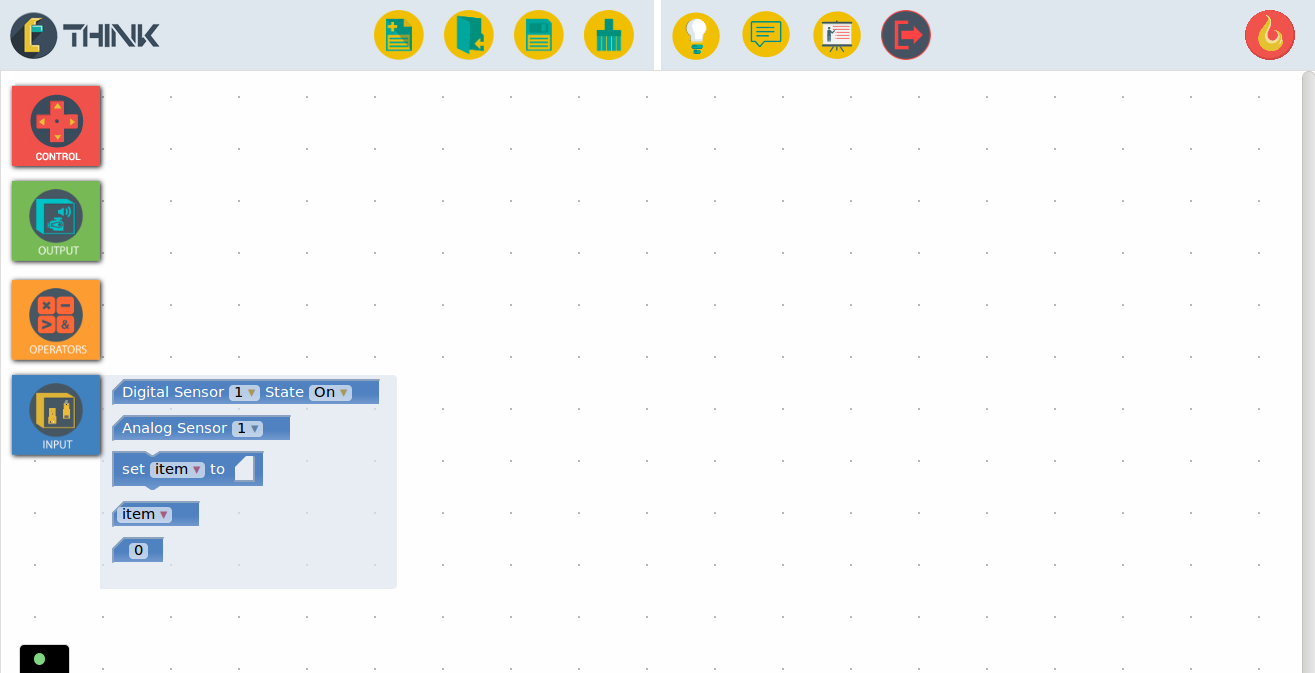 THINK
CONTROL
OUTPUT
OPERATORS
INPUT
Digital Sensor 1 State On
Analog Sensor 1
set item to
item
0